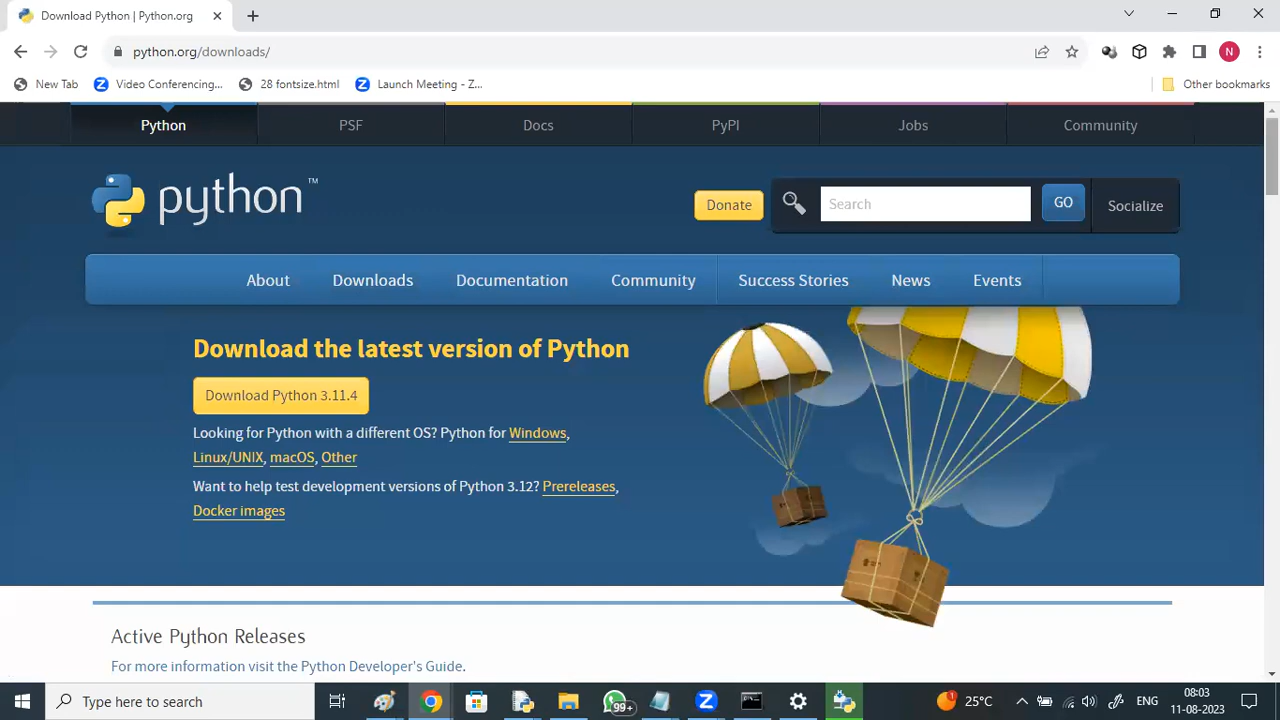 Download Python | Python.org
python.org/downloads/
N
New Tab
Video Conferencing...
28 fontsize.html
Launch Meeting - Z...
Other bookmarks
Python
PSF
Docs
PyPI
Jobs
Community
python™
Donate
Search
GO
Socialize
About
Downloads
Documentation
Community
Success Stories
News
Events
Download the latest version of Python
Download Python 3.11.4
Looking for Python with a different OS? Python for Windows,
Linux/UNIX, macOS, Other
Want to help test development versions of Python 3.12? Prereleases,
Docker images
Active Python Releases
For more information visit the Python Developer's Guide.
Type here to search
99+
1
25°C
ENG
08:03
11-08-2023